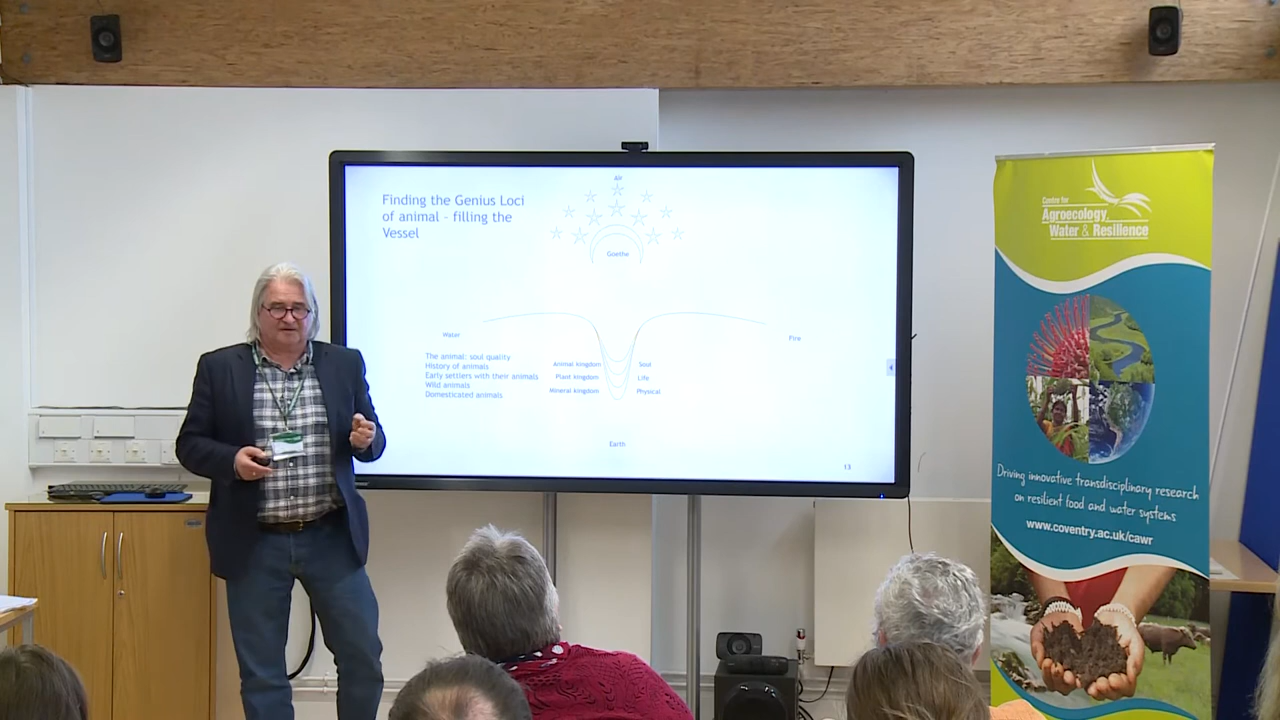 Finding the Genius Loci
of animal - filling the
Vessel
air
Goethe
Water
Fire
The animal: soul quality
History of animals
Early settlers with their animals
Wild animals
Domesticated animals
Animal kingdom
Plant kingdom
Mineral kingdom
Soul
Life
Physical
Earth
13
Centre for
Agroecology,
Water & Resilience
Driving innovative transdisciplinary research
on resilient food and water systems
www.coventry.ac.uk/cawr